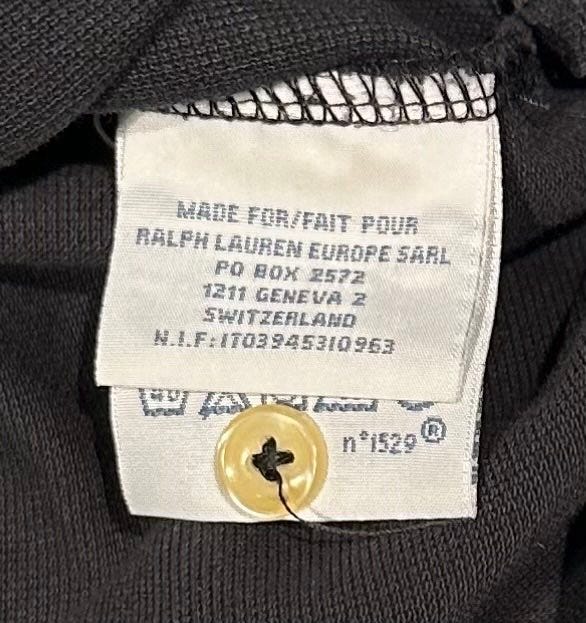 MADE FOR/FAIT POUR
RALPH LAUREN EUROPE SARL
PO BOX 2572
1211 GENEVA 2
SWITZERLAND
N.I.F:IT03945310963
n°1529®